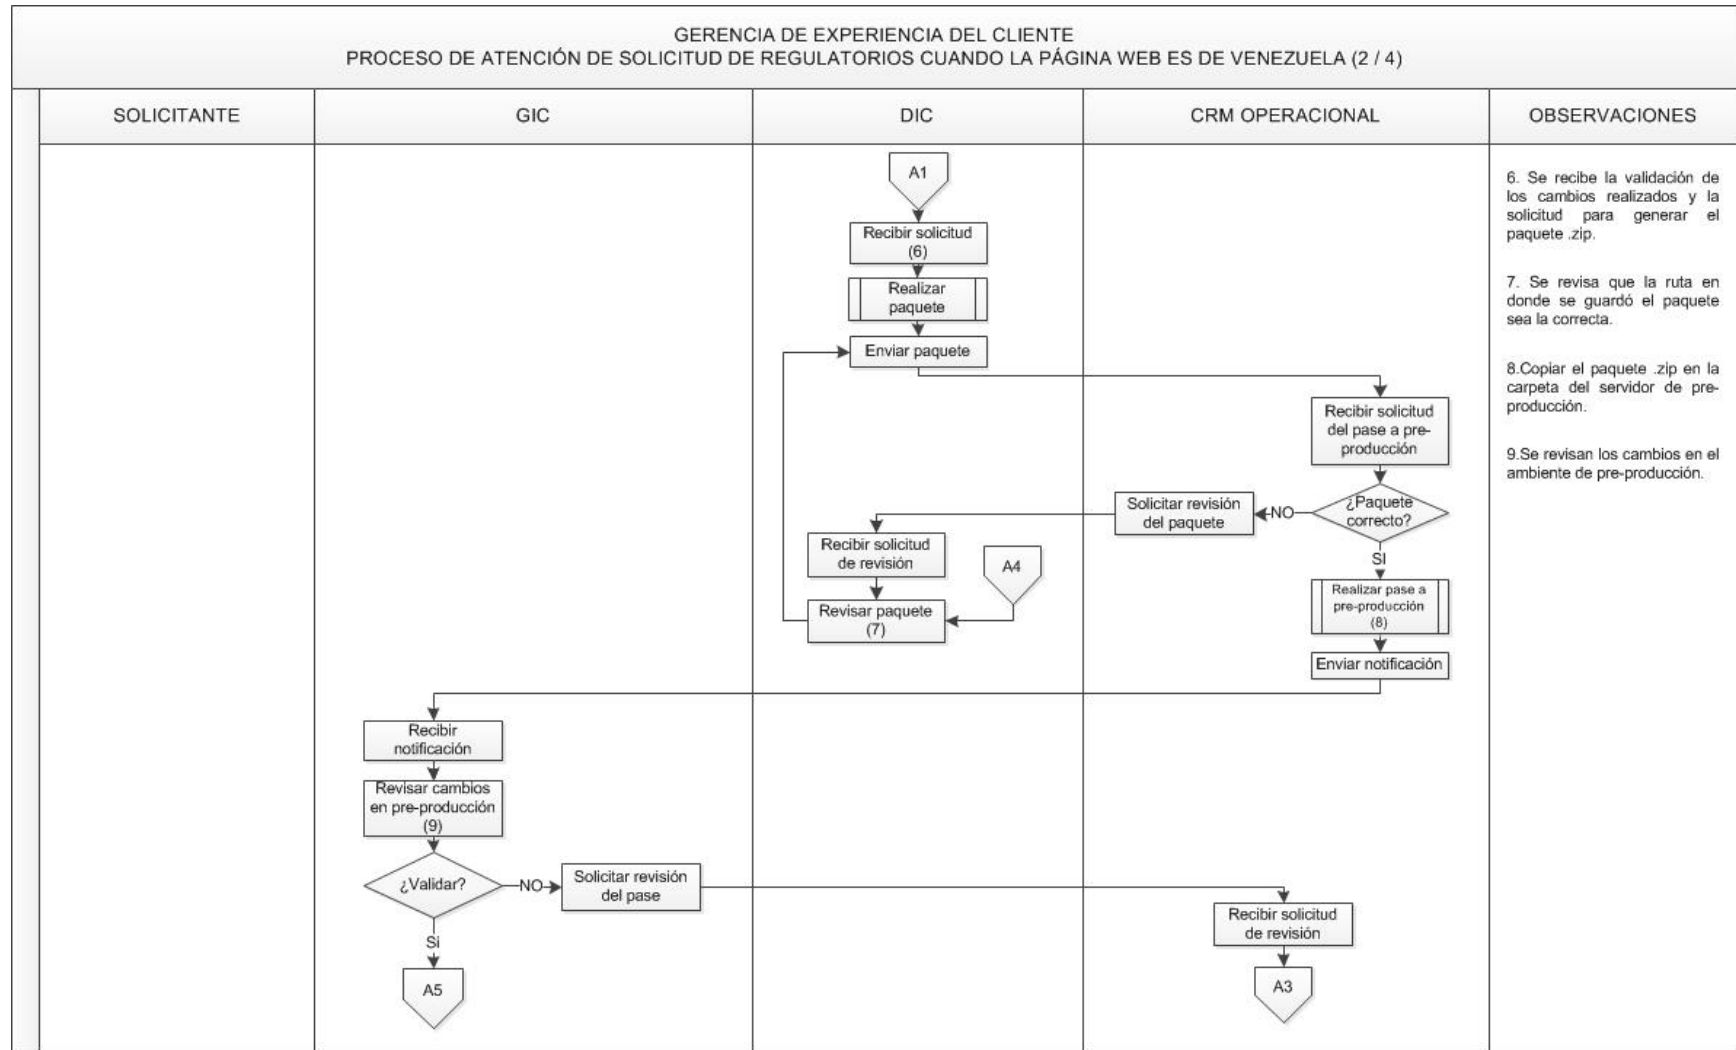 GERENCIA DE EXPERIENCIA DEL CLIENTE
PROCESO DE ATENCIÓN DE SOLICITUD DE REGULATORIOS CUANDO LA PÁGINA WEB ES DE VENEZUELA (2 / 4)
SOLICITANTE
GIC
DIC
CRM OPERACIONAL
OBSERVACIONES
A1
Recibir solicitud
(6)
Realizar
paquete
Enviar paquete
Recibir solicitud
del pase a pre-
producción
¿Paquete
correcto?
NO
Solicitar revisión
del paquete
SI
Recibir solicitud
de revisión
A4
Revisar paquete
(7)
Realizar pase a
pre-producción
(8)
Enviar notificación
Recibir
notificación
Revisar cambios
en pre-producción
(9)
¿Validar?
NO
Solicitar revisión
del pase
Si
A5
Recibir solicitud
de revisión
A3
6. Se recibe la validación de
los cambios realizados y la
solicitud para generar el
paquete .zip.
7. Se revisa que la ruta en
donde se guardó el paquete
sea la correcta.
8.Copiar el paquete .zip en la
carpeta del servidor de pre-
producción.
9.Se revisan los cambios en el
ambiente de pre-producción.